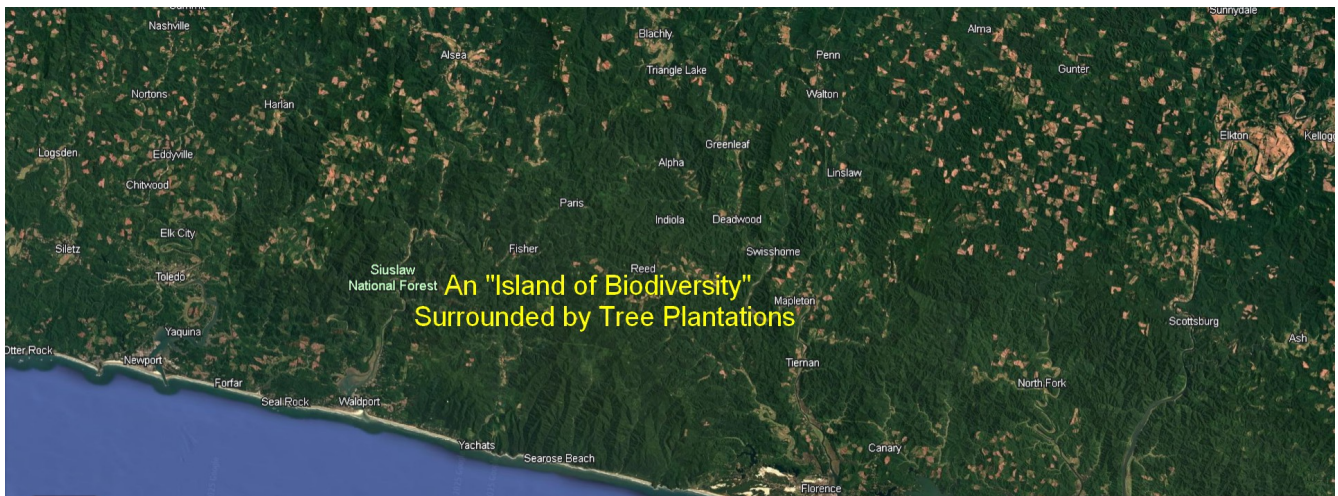 Summit
Sunnydale
Nashville
Blachly
Alma
Alsea
Penn
Triangle Lake
Gunter
Nortons
Harlan
Walton
Elkton
Kellogg
Greenleaf
Logsden
Eddyville
Alpha
Linslaw
Chitwood
Paris
Indiola
Deadwood
Elk City
Siletz
Fisher
Swisshome
Toledo
Siuslaw
National Forest
Reed
An "Island of Biodiversity"
Surrounded by Tree Plantations
Mapleton
Scottsburg
Yaquina
Ash
Otter Rock
Newport
Tiernan
Forfar
North Fork
Seal Rock
Waldport
Yachats
Canary
Searose Beach
Florence